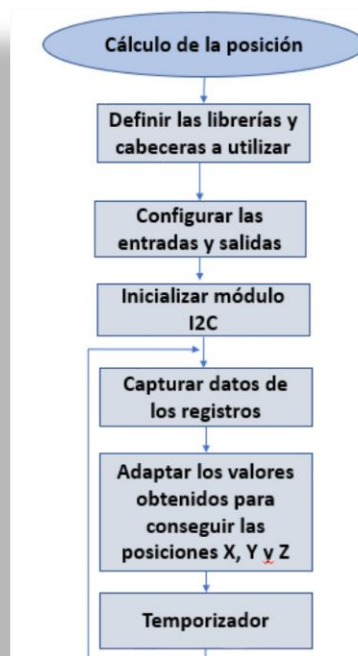 Cálculo de la posición
Definir las librerías y
cabeceras a utilizar
Configurar las
entradas y salidas
Inicializar módulo
I2C
Capturar datos de
los registros
Adaptar los valores
obtenidos para
conseguir las
posiciones X, Y y Z
Temporizador